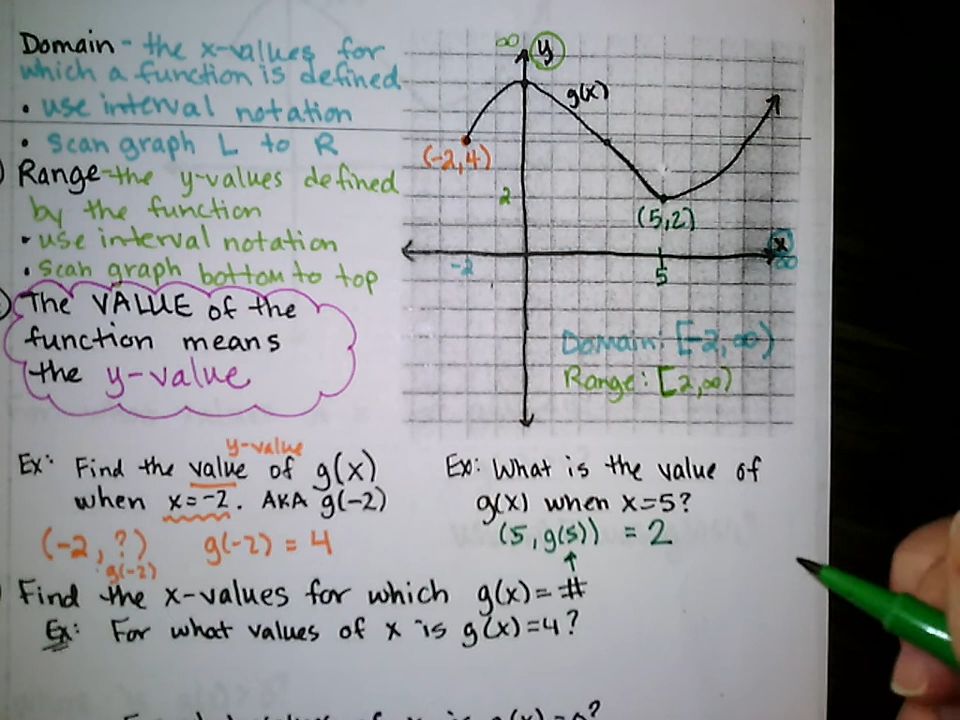 Domain - the x-values for
which a function is defined
• use interval notation
• scan graph L to R
Range - the y-values defined
by the function
• use interval notation
• scan graph bottom to top
The VALUE of the
function means
the y-value
∞ y
g(x)
(-2,4)
2
(5,2)
x
-2
∞
5
Domain: [-2, ∞)
Range: [2, ∞)
y-value
Ex: Find the value of g(x)
when x=-2. AKA g(-2)
(-2, ?) g(-2) = 4
g(-2)
Ex: What is the value of
g(x) when x=5?
(5, g(5)) = 2
Find the x-values for which g(x)=#
Ex: For what values of x is g(x)=4?